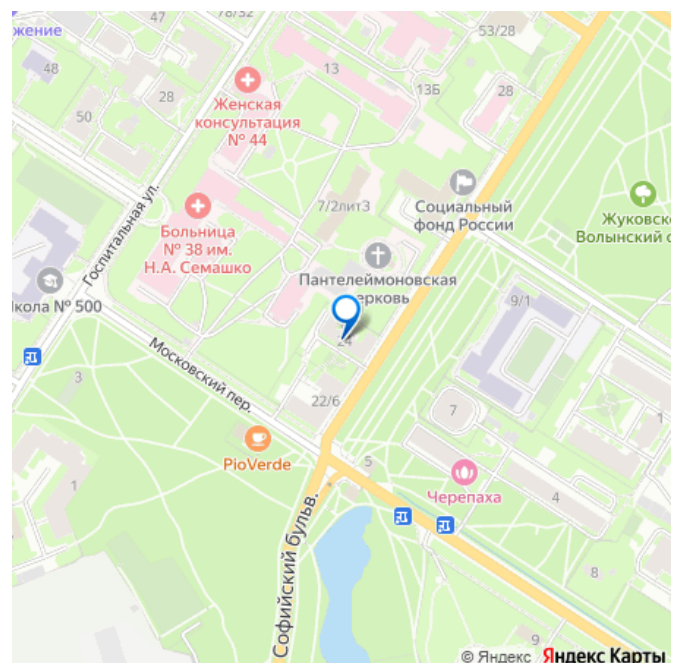 47
78/32
жение
53/28
48
13
28
Женская
консультация
№ 44
13Б
28
50
Социальный
фонд России
7/2лит3
Жуковско
Волынский с
Больница
№ 38 им.
Н.А. Семашко
Госпитальная ул.
Пантелеймоновская
церковь
кола № 500
9/1
24
Московский пер.
3
22/6
7
1
PioVerde
5
Черепаха
1
4
Софийский бульв.
8
9
© Яндекс Яндекс Карты